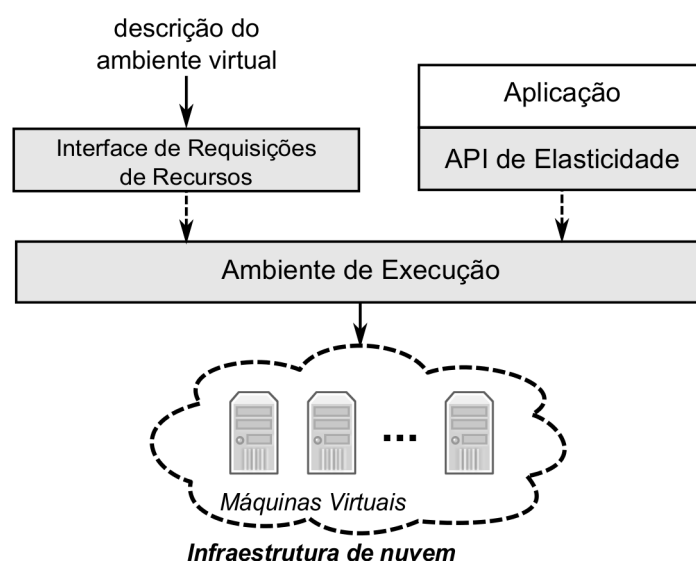 descrição do
ambiente virtual
Interface de Requisições
de Recursos
Aplicação
API de Elasticidade
Ambiente de Execução
...
Máquinas Virtuais
Infraestrutura de nuvem